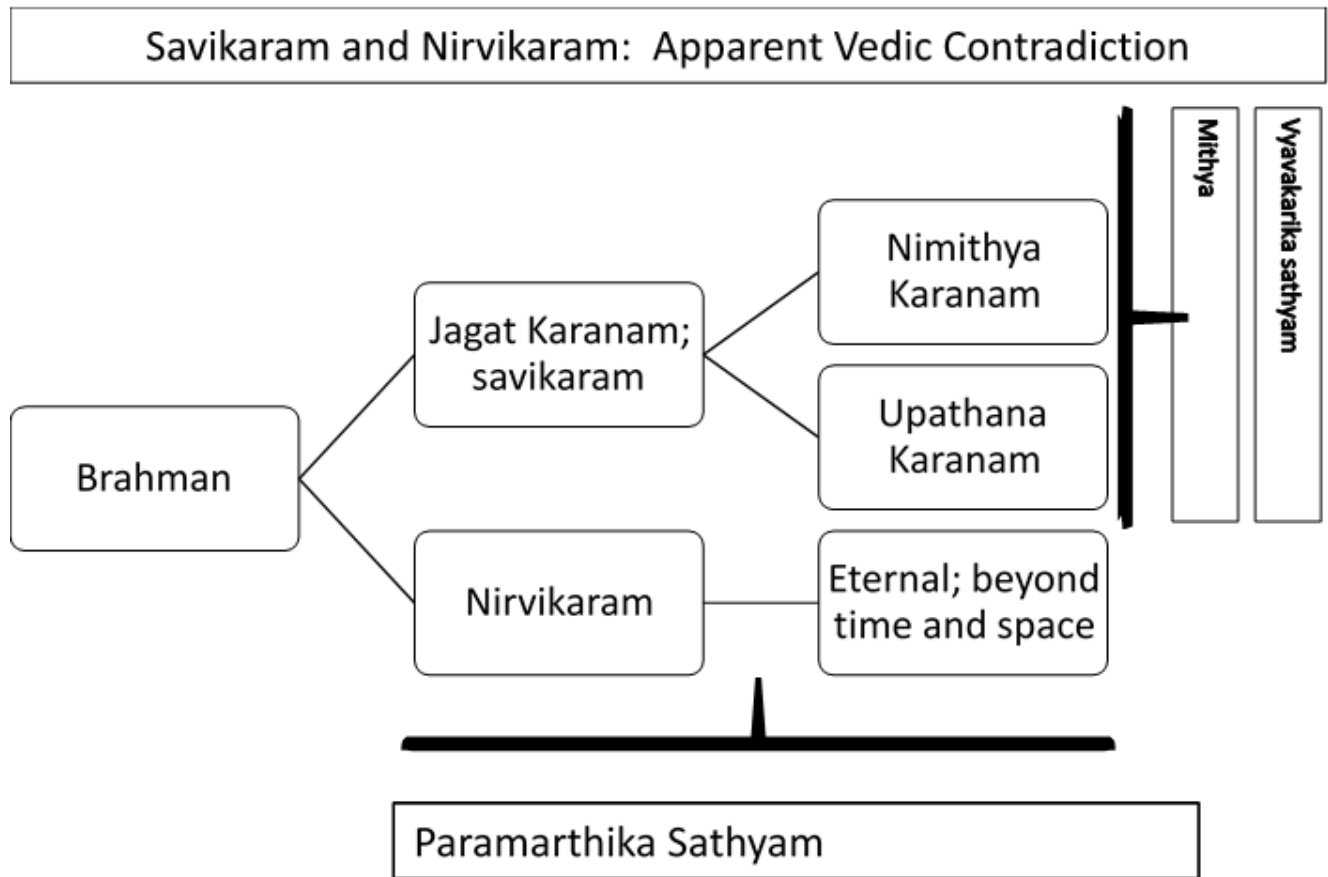 Savikaram and Nirvikaram:  Apparent Vedic Contradiction
Mithya
Vyavakarika sathyam
Nimithya
Karanam
Jagat Karanam;
savikaram
Upathana
Karanam
Brahman
Nirvikaram
Eternal; beyond
time and space
Paramarthika Sathyam